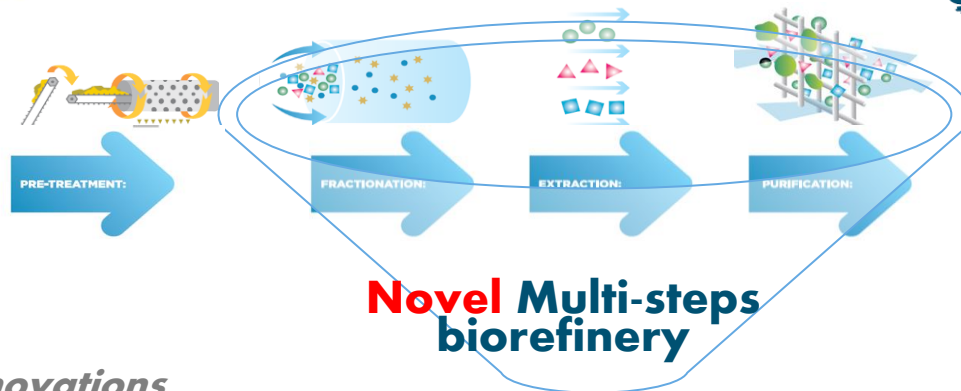 PRE-TREATMENT: FRACTIONATION: EXTRACTION: PURIFICATION:
Novel Multi-steps
biorefinery